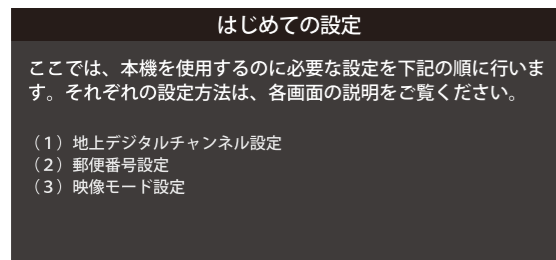 はじめての設定
ここでは、本機を使用するのに必要な設定を下記の順に行いま
す。それぞれの設定方法は、各画面の説明をご覧ください。
（1）地上デジタルチャンネル設定
（2）郵便番号設定
（3）映像モード設定